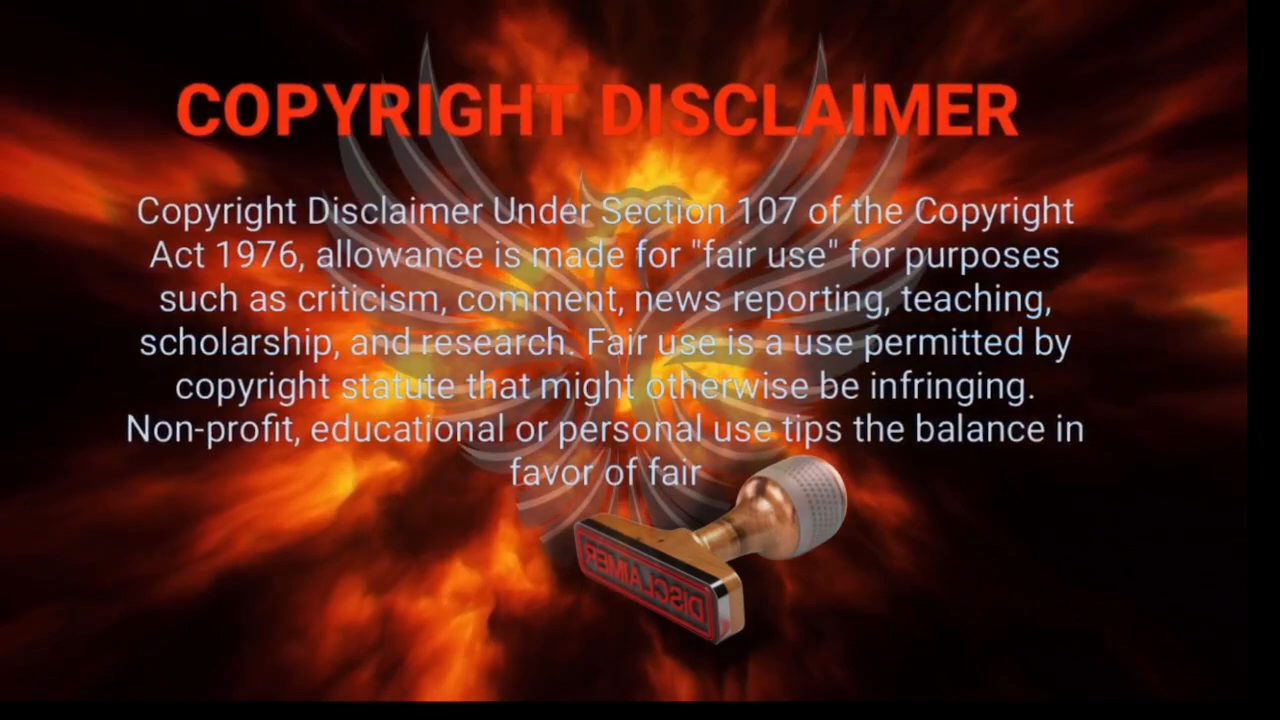 COPYRIGHT DISCLAIMER
Copyright Disclaimer Under Section 107 of the Copyright
Act 1976, allowance is made for "fair use" for purposes
such as criticism, comment, news reporting, teaching,
scholarship, and research. Fair use is a use permitted by
copyright statute that might otherwise be infringing.
Non-profit, educational or personal use tips the balance in
favor of fair
DISCLAIMER